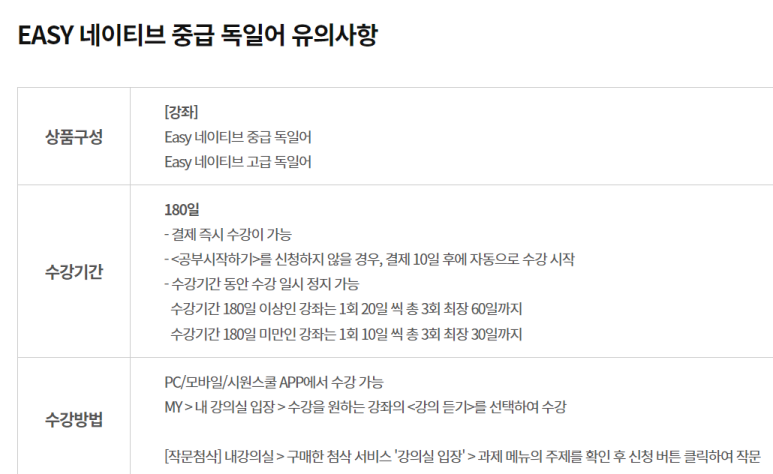 EASY 네이티브 중급 독일어 유의사항
상품구성
[강좌]
Easy 네이티브 중급 독일어
Easy 네이티브 고급 독일어
수강기간
180일
- 결제 즉시 수강이 가능
- <공부시작하기>를 신청하지 않을 경우, 결제 10일 후에 자동으로 수강 시작
- 수강기간 동안 수강 일시 정지 가능
수강기간 180일 이상인 강좌는 1회 20일 씩 총 3회 최장 60일까지
수강기간 180일 미만인 강좌는 1회 10일 씩 총 3회 최장 30일까지
수강방법
PC/모바일/시원스쿨 APP에서 수강 가능
MY > 내 강의실 입장 > 수강을 원하는 강좌의 <강의 듣기>를 선택하여 수강
[작문첨삭] 내강의실 > 구매한 첨삭 서비스 '강의실 입장' > 과제 메뉴의 주제를 확인 후 신청 버튼 클릭하여 작문